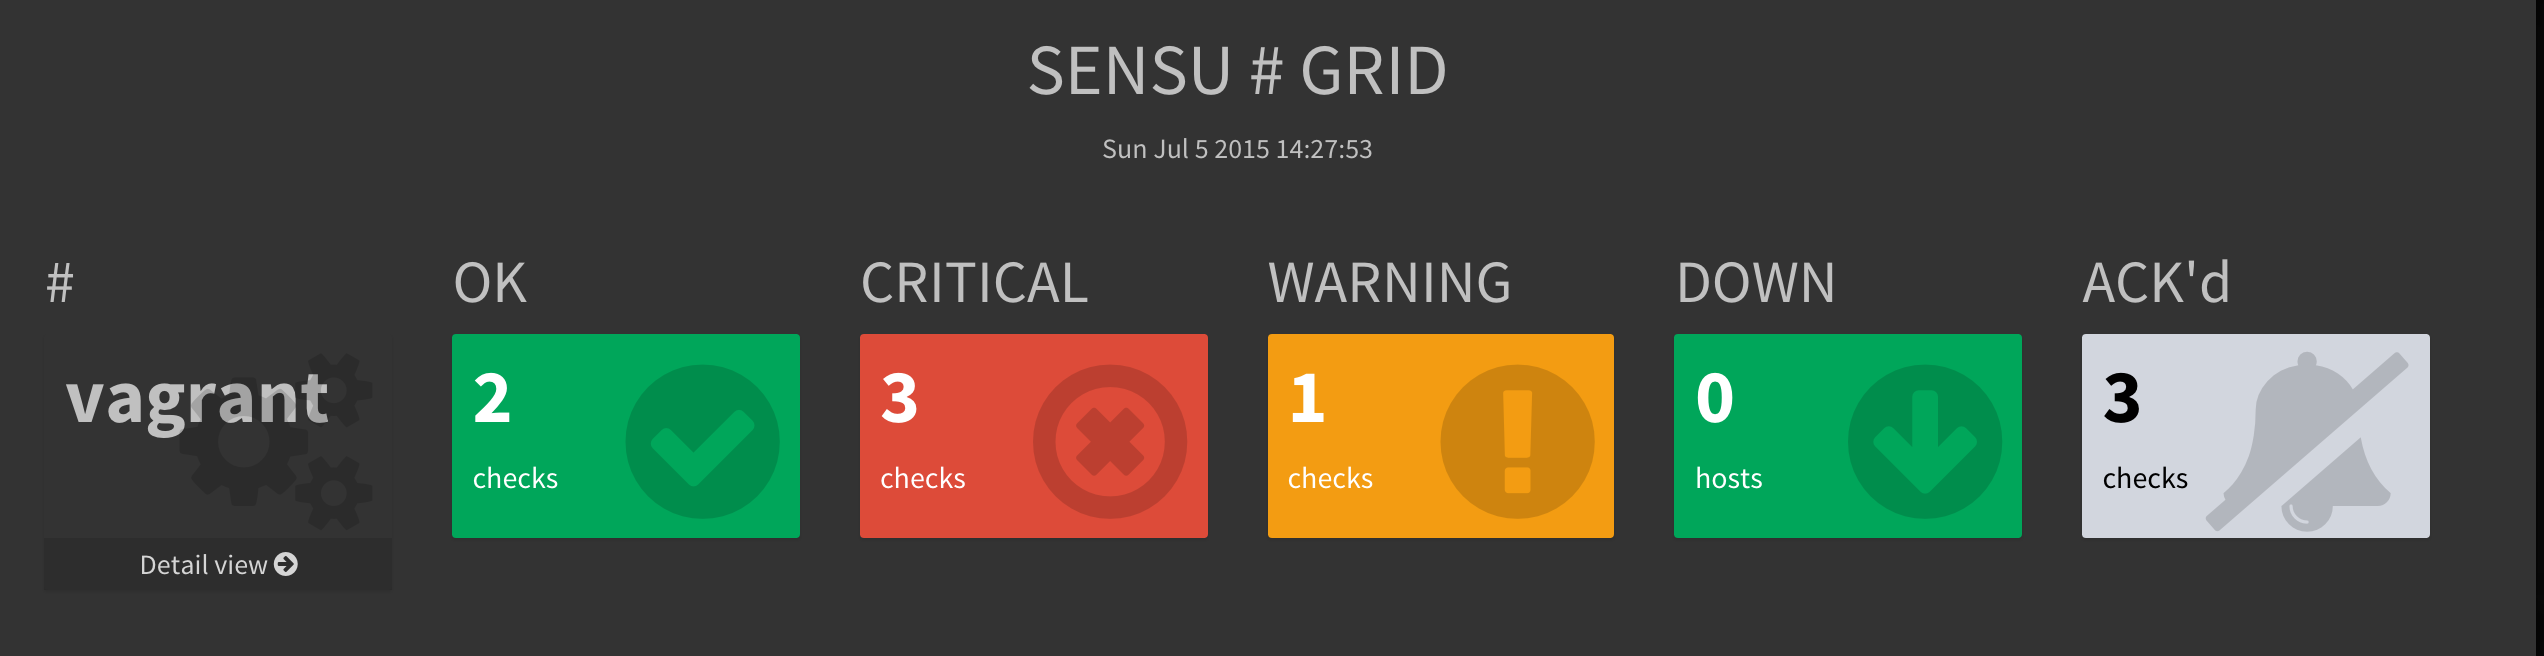 SENSU # GRID
Sun Jul 5 2015 14:27:53
# OK CRITICAL WARNING DOWN ACK'd
vagrant 2 3 1 0 3
checks checks checks hosts checks
Detail view